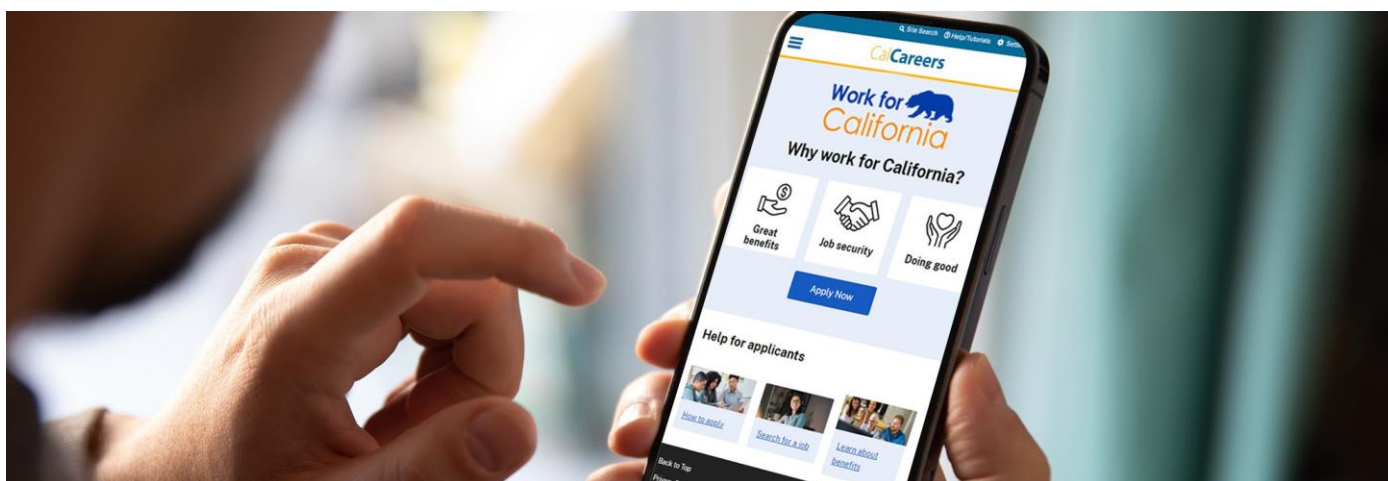 Site Search Help/Tutorials
CalCareers
Work for
California
Why work for California?
Great
benefits
Job security
Doing good
Apply Now
Help for applicants
How to apply
Search for a job
Learn about
benefits
Back to Top